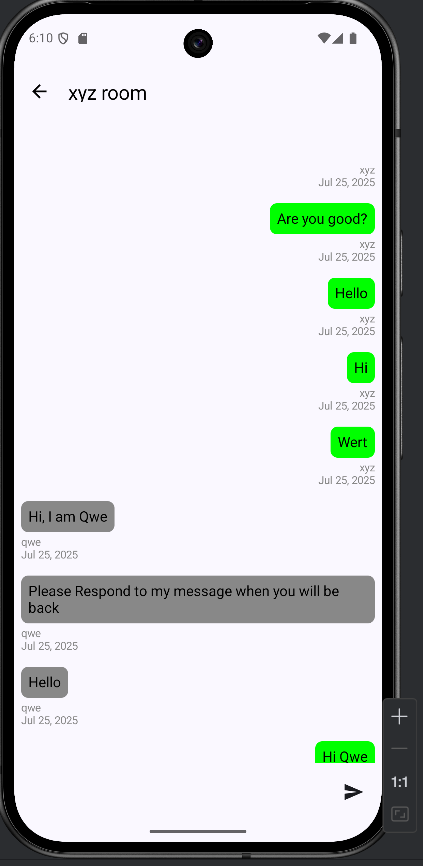 6:10
xyz room
xyz
Jul 25, 2025
Are you good?
xyz
Jul 25, 2025
Hello
xyz
Jul 25, 2025
Hi
xyz
Jul 25, 2025
Wert
xyz
Jul 25, 2025
Hi, I am Qwe
qwe
Jul 25, 2025
Please Respond to my message when you will be
back
qwe
Jul 25, 2025
Hello
qwe
Jul 25, 2025
Hi Qwe
1:1